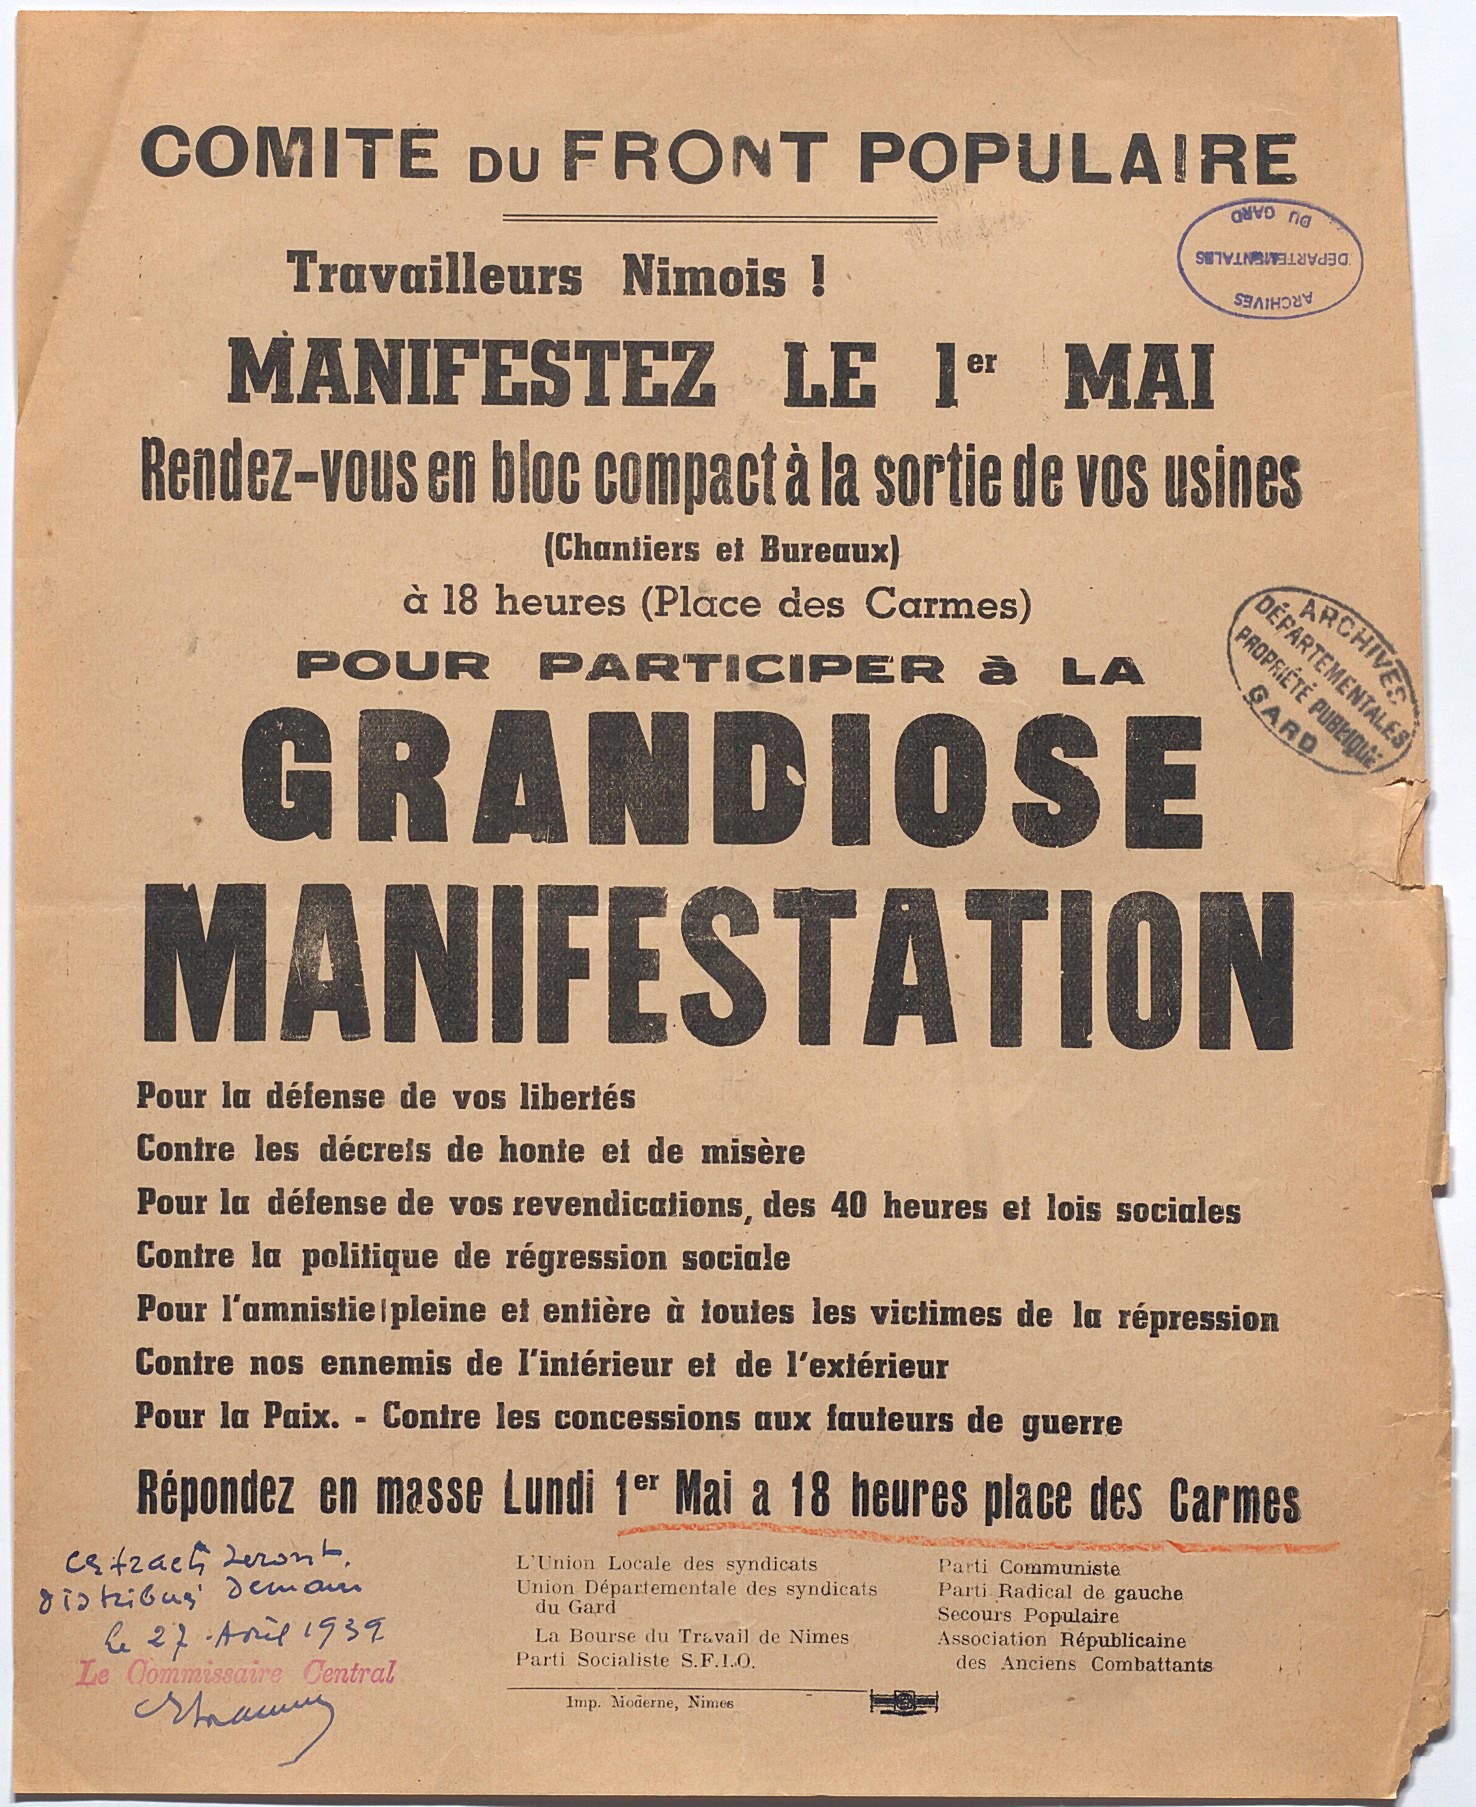 COMITÉ DU FRONT POPULAIRE
DU GARD
DÉPARTEMENTALES
ARCHIVES
Travailleurs Nimois !
MANIFESTEZ LE 1er MAI
Rendez-vous en bloc compact à la sortie de vos usines
(Chantiers et Bureaux)
à 18 heures (Place des Carmes)
ARCHIVES
DÉPARTEMENTALES
PROPRIÉTÉ PUBLIQUE
GARD
POUR PARTICIPER à LA
GRANDIOSE
MANIFESTATION
Pour la défense de vos libertés
Contre les décrets de honte et de misère
Pour la défense de vos revendications, des 40 heures et lois sociales
Contre la politique de régression sociale
Pour l'amnistie pleine et entière à toutes les victimes de la répression
Contre nos ennemis de l'intérieur et de l'extérieur
Pour la Paix. - Contre les concessions aux fauteurs de guerre
Répondez en masse Lundi 1er Mai a 18 heures place des Carmes
ces tracts seront
distribués Demain
le 27 Avril 1939
Le Commissaire Central
L'Union Locale des syndicats
Union Départementale des syndicats
du Gard
La Bourse du Travail de Nimes
Parti Socialiste S.F.I.O.
Parti Communiste
Parti Radical de gauche
Secours Populaire
Association Républicaine
des Anciens Combattants
Imp. Moderne, Nimes